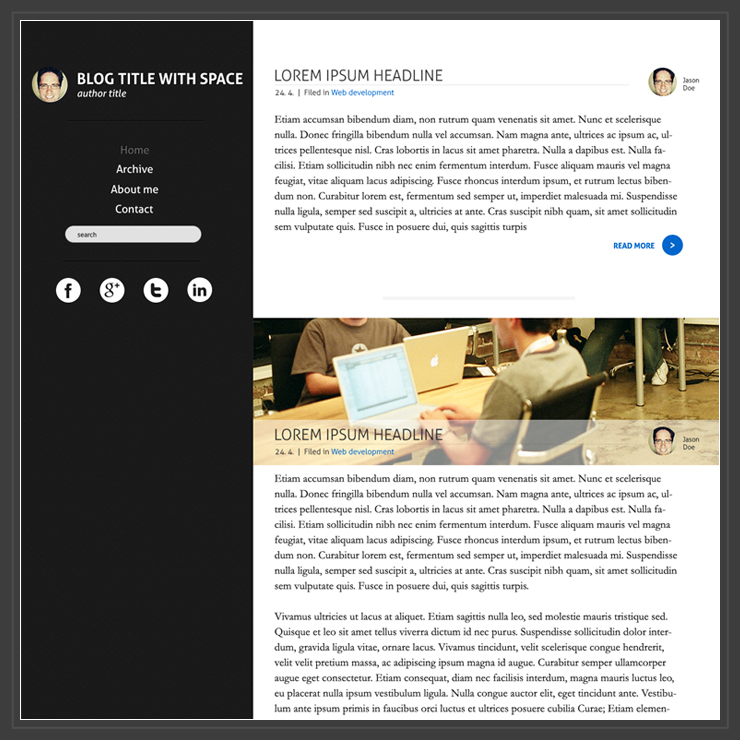 BLOG TITLE WITH SPACE
author title
Home
Archive
About me
Contact
search
f
g+
t
in
LOREM IPSUM HEADLINE
24. 4. | Filed in Web development
Jason
Doe
Etiam accumsan bibendum diam, non rutrum quam venenatis sit amet. Nunc et scelerisque
nulla. Donec fringilla bibendum nulla vel accumsan. Nam magna ante, ultrices ac ipsum ac, ul-
trices pellentesque nisl. Cras lobortis in lacus sit amet pharetra. Nulla a dapibus est. Nulla fa-
cilisi. Etiam sollicitudin nibh nec enim fermentum interdum. Fusce aliquam mauris vel magna
feugiat, vitae aliquam lacus adipiscing. Fusce rhoncus interdum ipsum, et rutrum lectus biben-
dum non. Curabitur lorem est, fermentum sed semper ut, imperdiet malesuada mi. Suspendisse
nulla ligula, semper sed suscipit a, ultricies at ante. Cras suscipit nibh quam, sit amet sollicitudin
sem vulputate quis. Fusce in posuere dui, quis sagittis turpis
READ MORE >
LOREM IPSUM HEADLINE
24. 4. | Filed in Web development
Jason
Doe
Etiam accumsan bibendum diam, non rutrum quam venenatis sit amet. Nunc et scelerisque
nulla. Donec fringilla bibendum nulla vel accumsan. Nam magna ante, ultrices ac ipsum ac, ul-
trices pellentesque nisl. Cras lobortis in lacus sit amet pharetra. Nulla a dapibus est. Nulla fa-
cilisi. Etiam sollicitudin nibh nec enim fermentum interdum. Fusce aliquam mauris vel magna
feugiat, vitae aliquam lacus adipiscing. Fusce rhoncus interdum ipsum, et rutrum lectus biben-
dum non. Curabitur lorem est, fermentum sed semper ut, imperdiet malesuada mi. Suspendisse
nulla ligula, semper sed suscipit a, ultricies at ante. Cras suscipit nibh quam, sit amet sollicitudin
sem vulputate quis. Fusce in posuere dui, quis sagittis turpis.
Vivamus ultricies ut lacus at aliquet. Etiam sagittis nulla leo, sed molestie mauris tristique sed.
Quisque et leo sit amet tellus viverra dictum id nec purus. Suspendisse sollicitudin dolor inter-
dum, gravida ligula vitae, ornare lacus. Vivamus tincidunt, velit scelerisque congue hendrerit,
velit velit pretium massa, ac adipiscing ipsum magna id augue. Curabitur semper ullamcorper
augue eget consectetur. Etiam consequat, diam nec facilisis interdum, magna mauris luctus leo,
eu placerat nulla ipsum vestibulum ligula. Nulla congue auctor elit, eget tincidunt ante. Vestibu-
lum ante ipsum primis in faucibus orci luctus et ultrices posuere cubilia Curae; Etiam elemen-